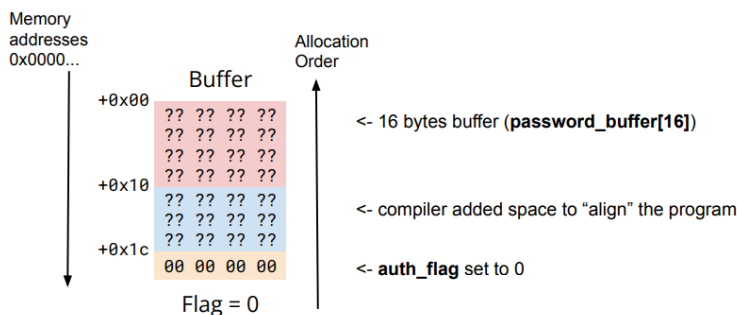 Memory
addresses
0x0000...
Allocation
Order
Buffer
+0x00
?? ?? ?? ??
<- 16 bytes buffer (password_buffer[16])
?? ?? ?? ??
?? ?? ?? ??
?? ?? ?? ??
+0x10
?? ?? ?? ??
?? ?? ?? ??
<- compiler added space to “align” the program
?? ?? ?? ??
+0x1c
00 00 00 00
<- auth_flag set to 0
Flag = 0